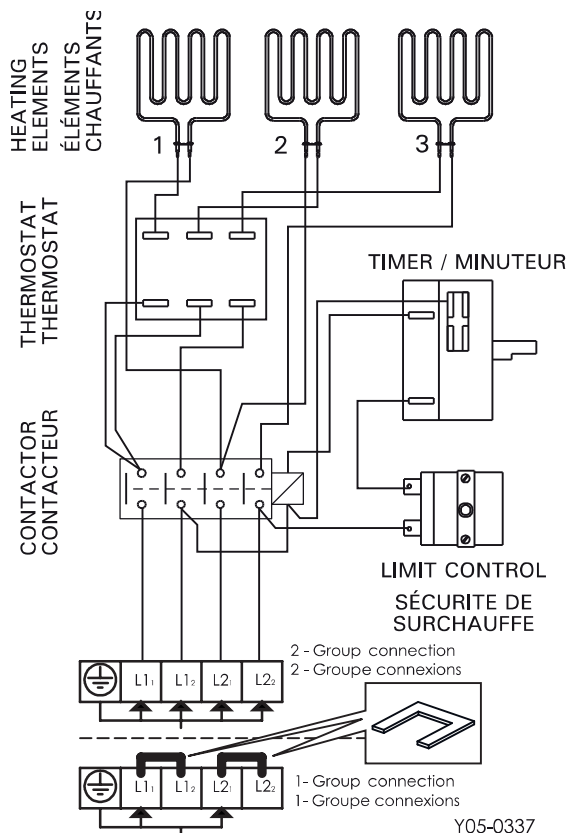 HEATING
ELEMENTS
ÉLÉMENTS
CHAUFFANTS
1
2
3
THERMOSTAT
THERMOSTAT
TIMER / MINUTEUR
CONTACTOR
CONTACTEUR
LIMIT CONTROL
SÉCURITE DE
SURCHAUFFE
2 - Group connection
2 - Groupe connexions
L1₁ L1₂ L2₁ L2₂
L1₁ L1₂ L2₁ L2₂
1- Group connection
1- Groupe connexions
Y05-0337